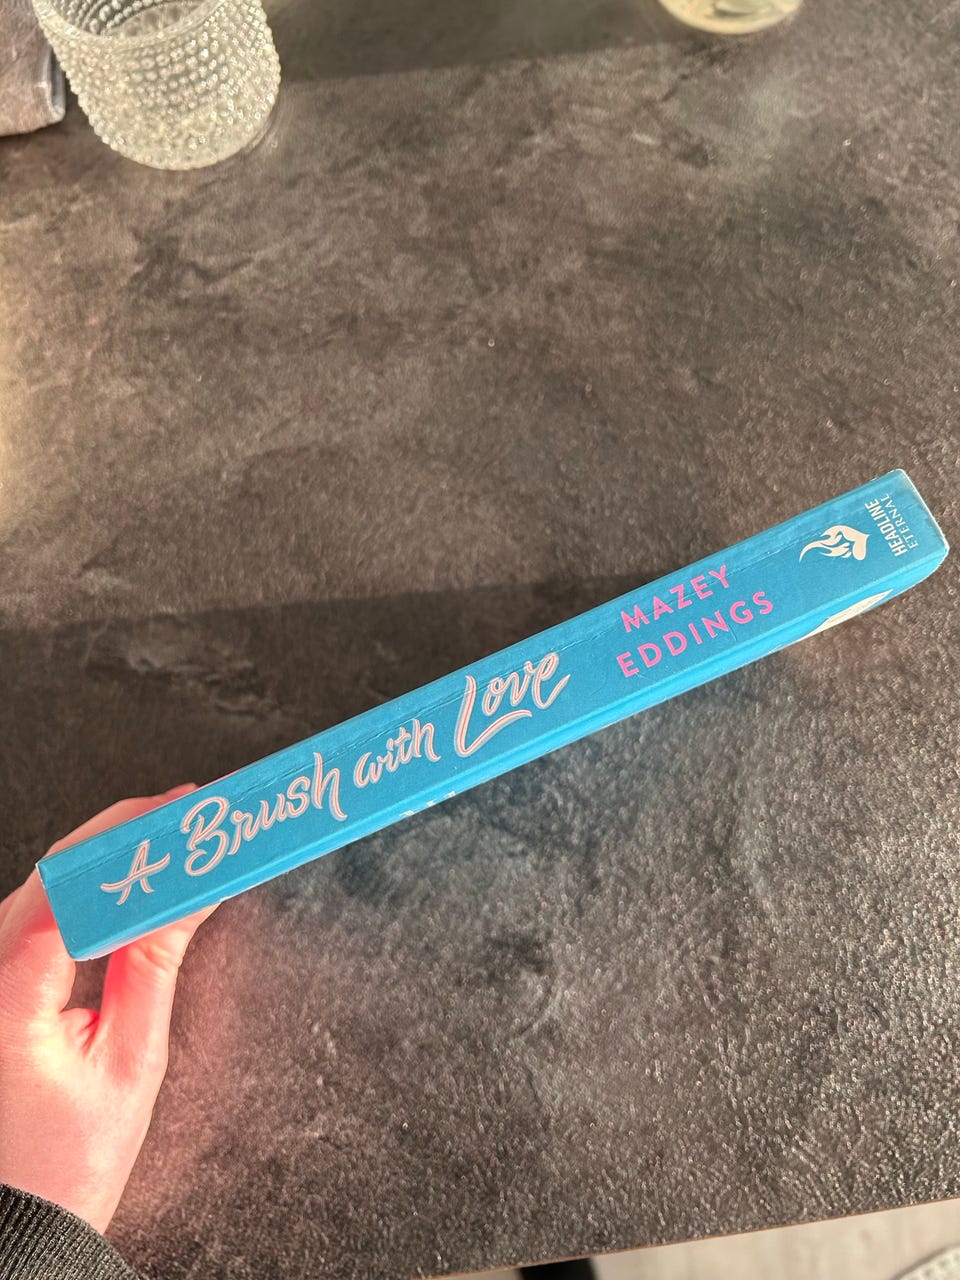 A Brush with Love
MAZEY
EDDINGS
HEADLINE
ETERNAL